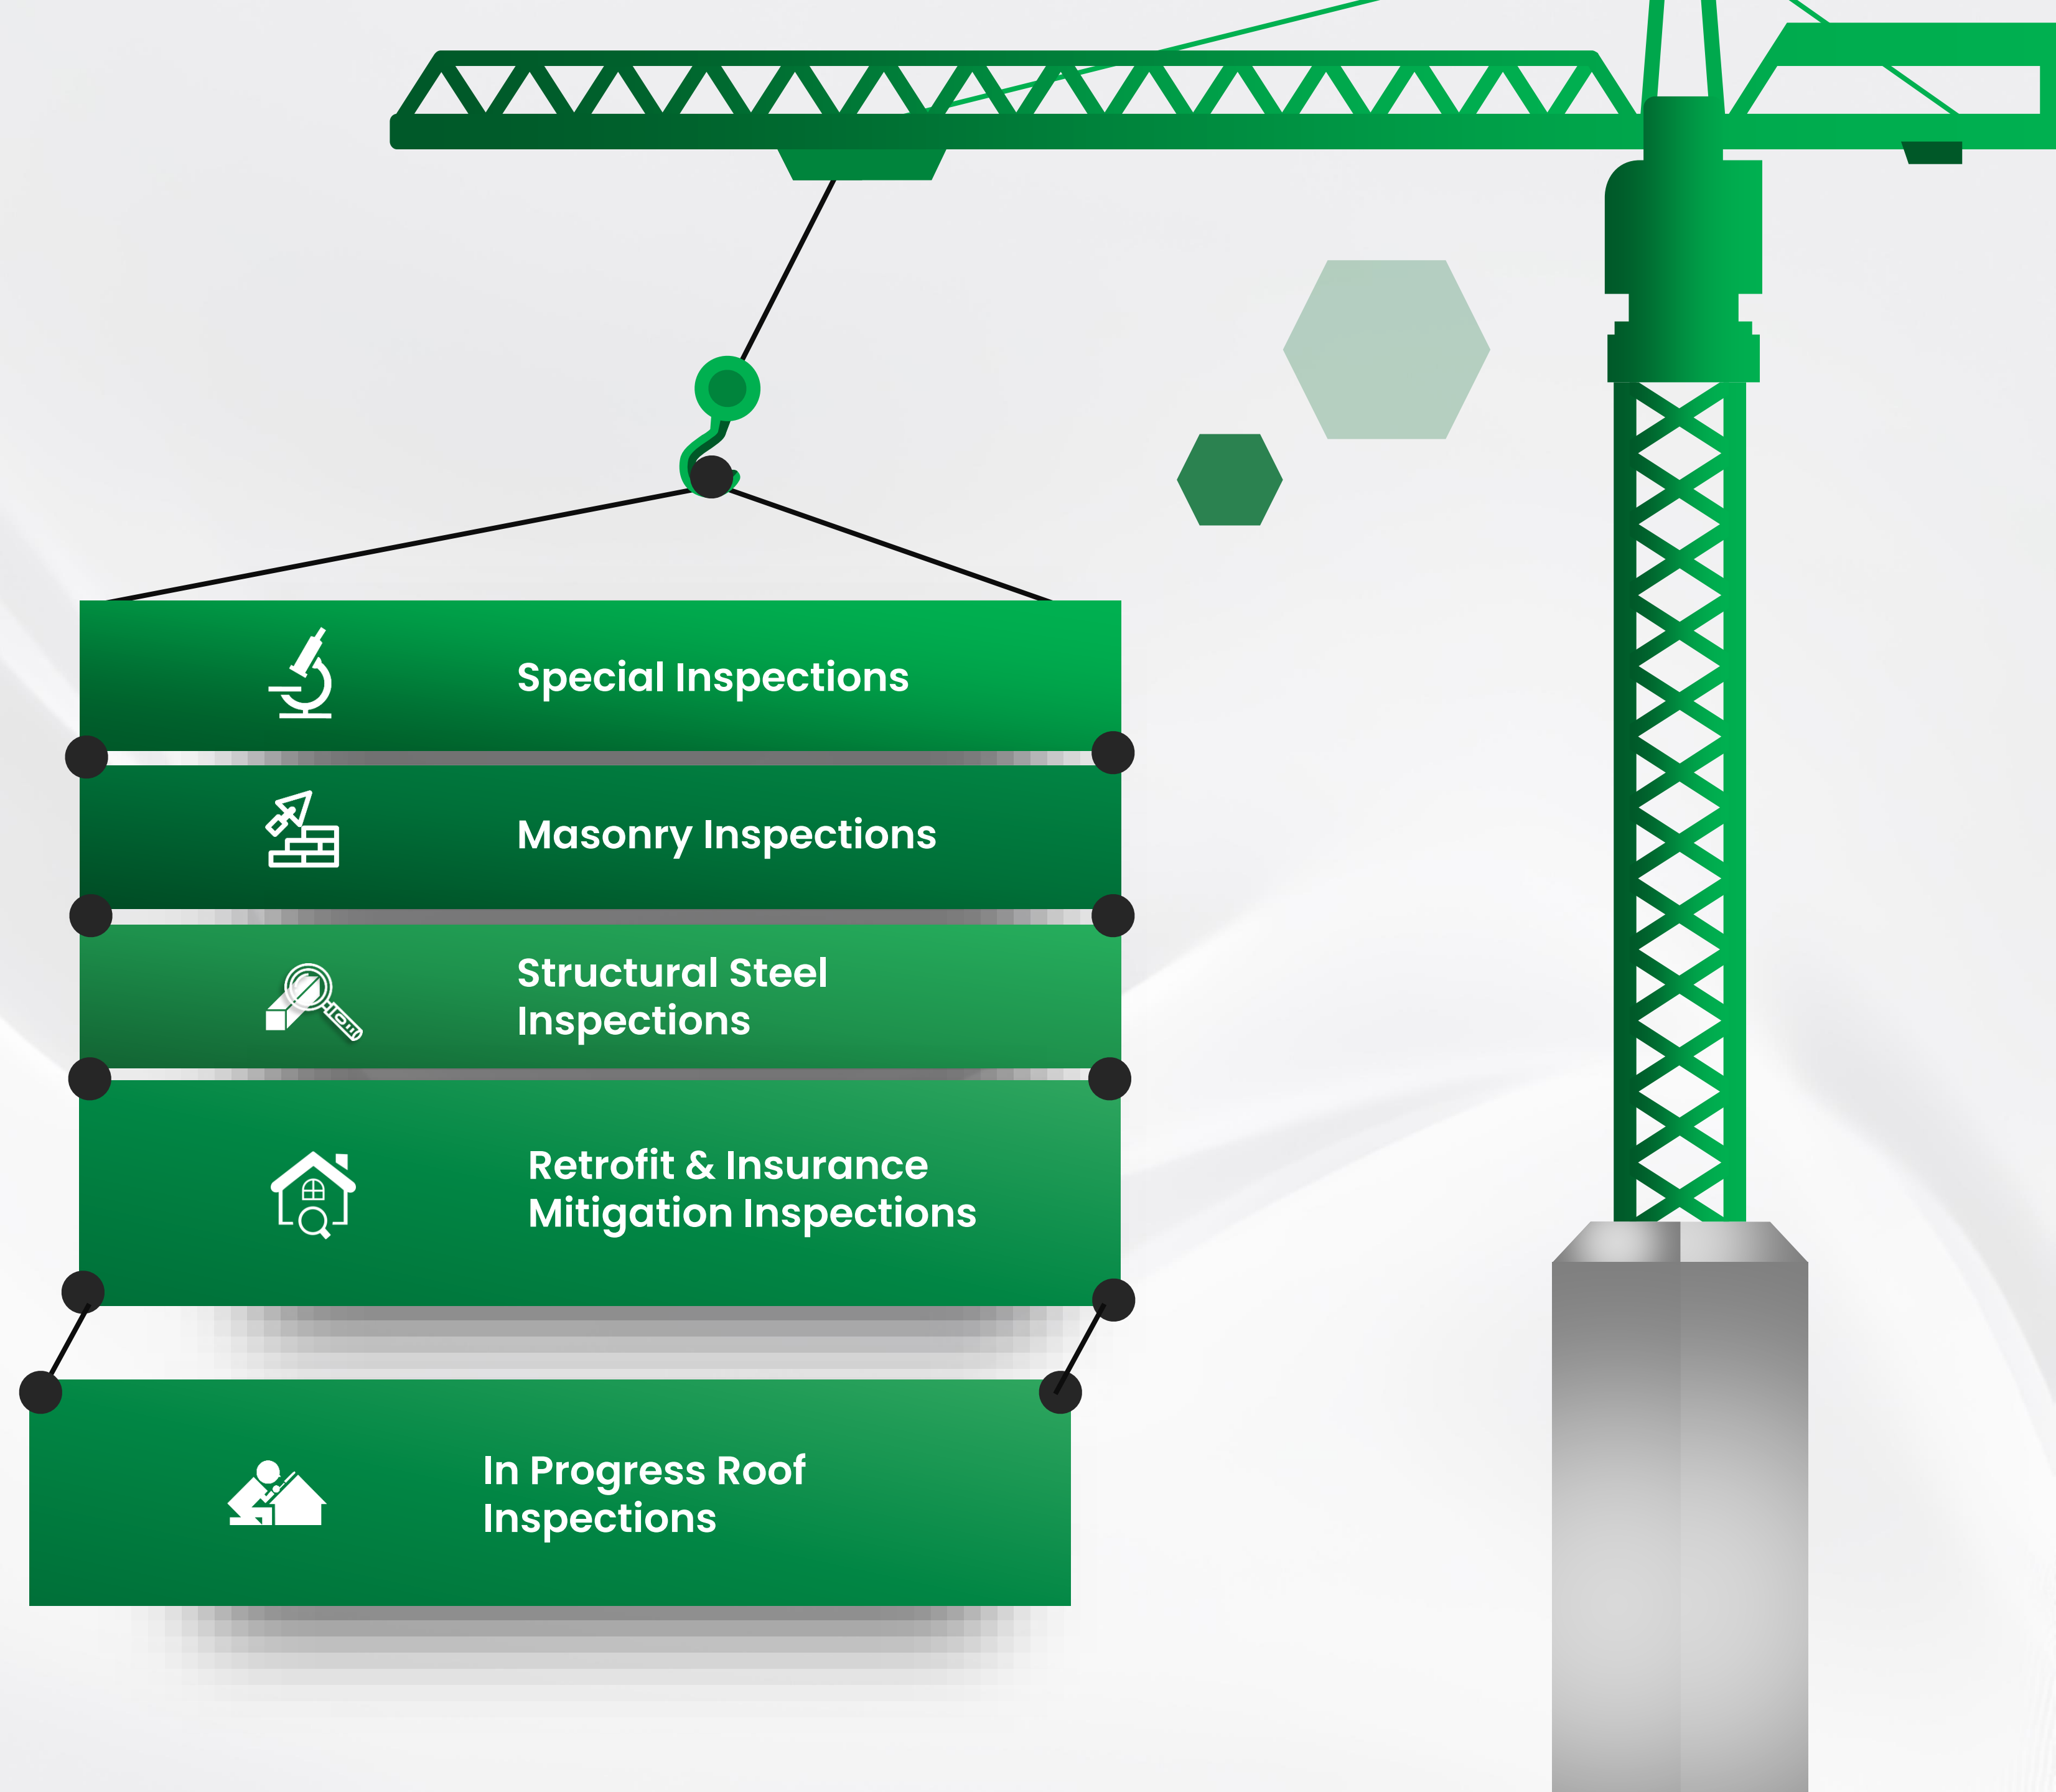 Special Inspections
Masonry Inspections
Structural Steel
Inspections
Retrofit & Insurance
Mitigation Inspections
In Progress Roof
Inspections